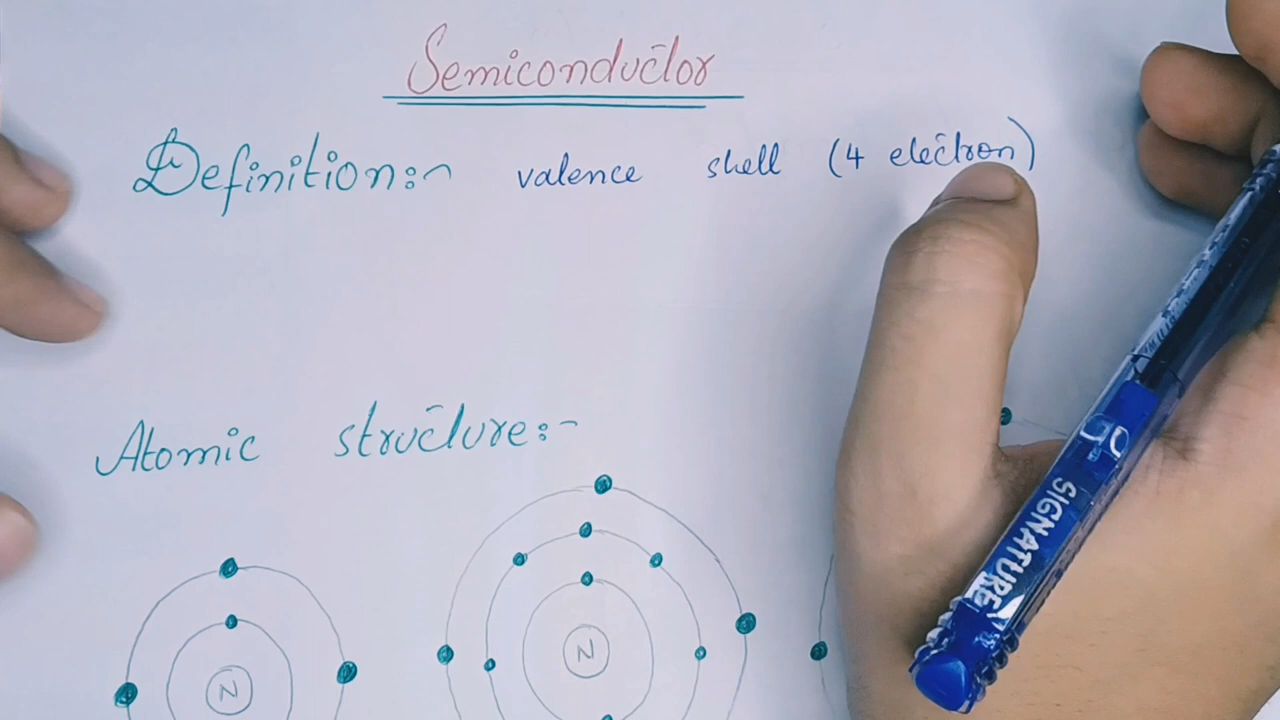 Semiconductor
Definition:~ valence shell (4 electron)
Atomic structure:-
N
N
SIGNATURE